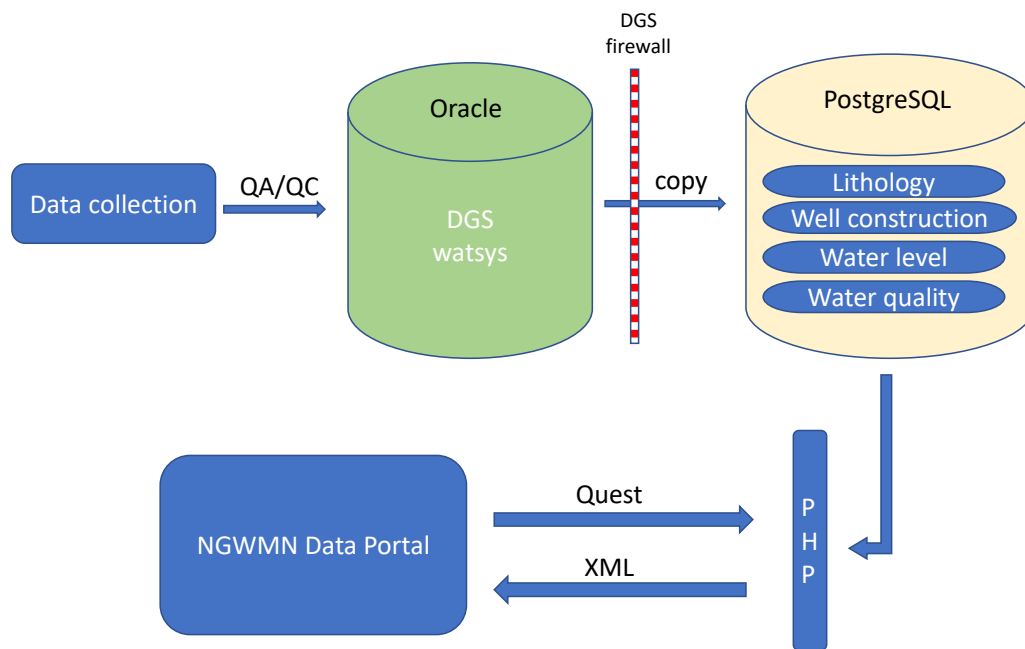 DGS
firewall
Oracle
PostgreSQL
Data collection
QA/QC
DGS
watsys
copy
Lithology
Well construction
Water level
Water quality
NGWMN Data Portal
Quest
XML
P
H
P